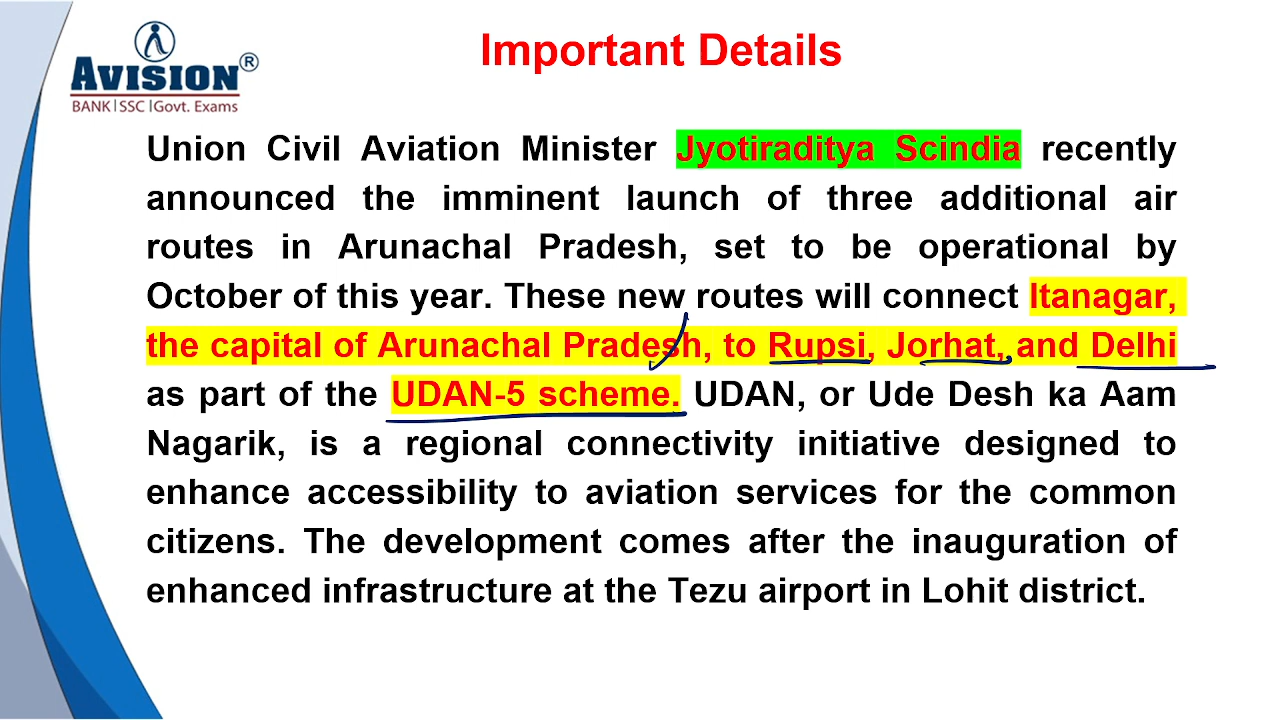 Important Details
AVISION®
BANK|SSC|Govt. Exams
Union Civil Aviation Minister Jyotiraditya Scindia recently
announced the imminent launch of three additional air
routes in Arunachal Pradesh, set to be operational by
October of this year. These new routes will connect Itanagar,
the capital of Arunachal Pradesh, to Rupsi, Jorhat, and Delhi
as part of the UDAN-5 scheme. UDAN, or Ude Desh ka Aam
Nagarik, is a regional connectivity initiative designed to
enhance accessibility to aviation services for the common
citizens. The development comes after the inauguration of
enhanced infrastructure at the Tezu airport in Lohit district.